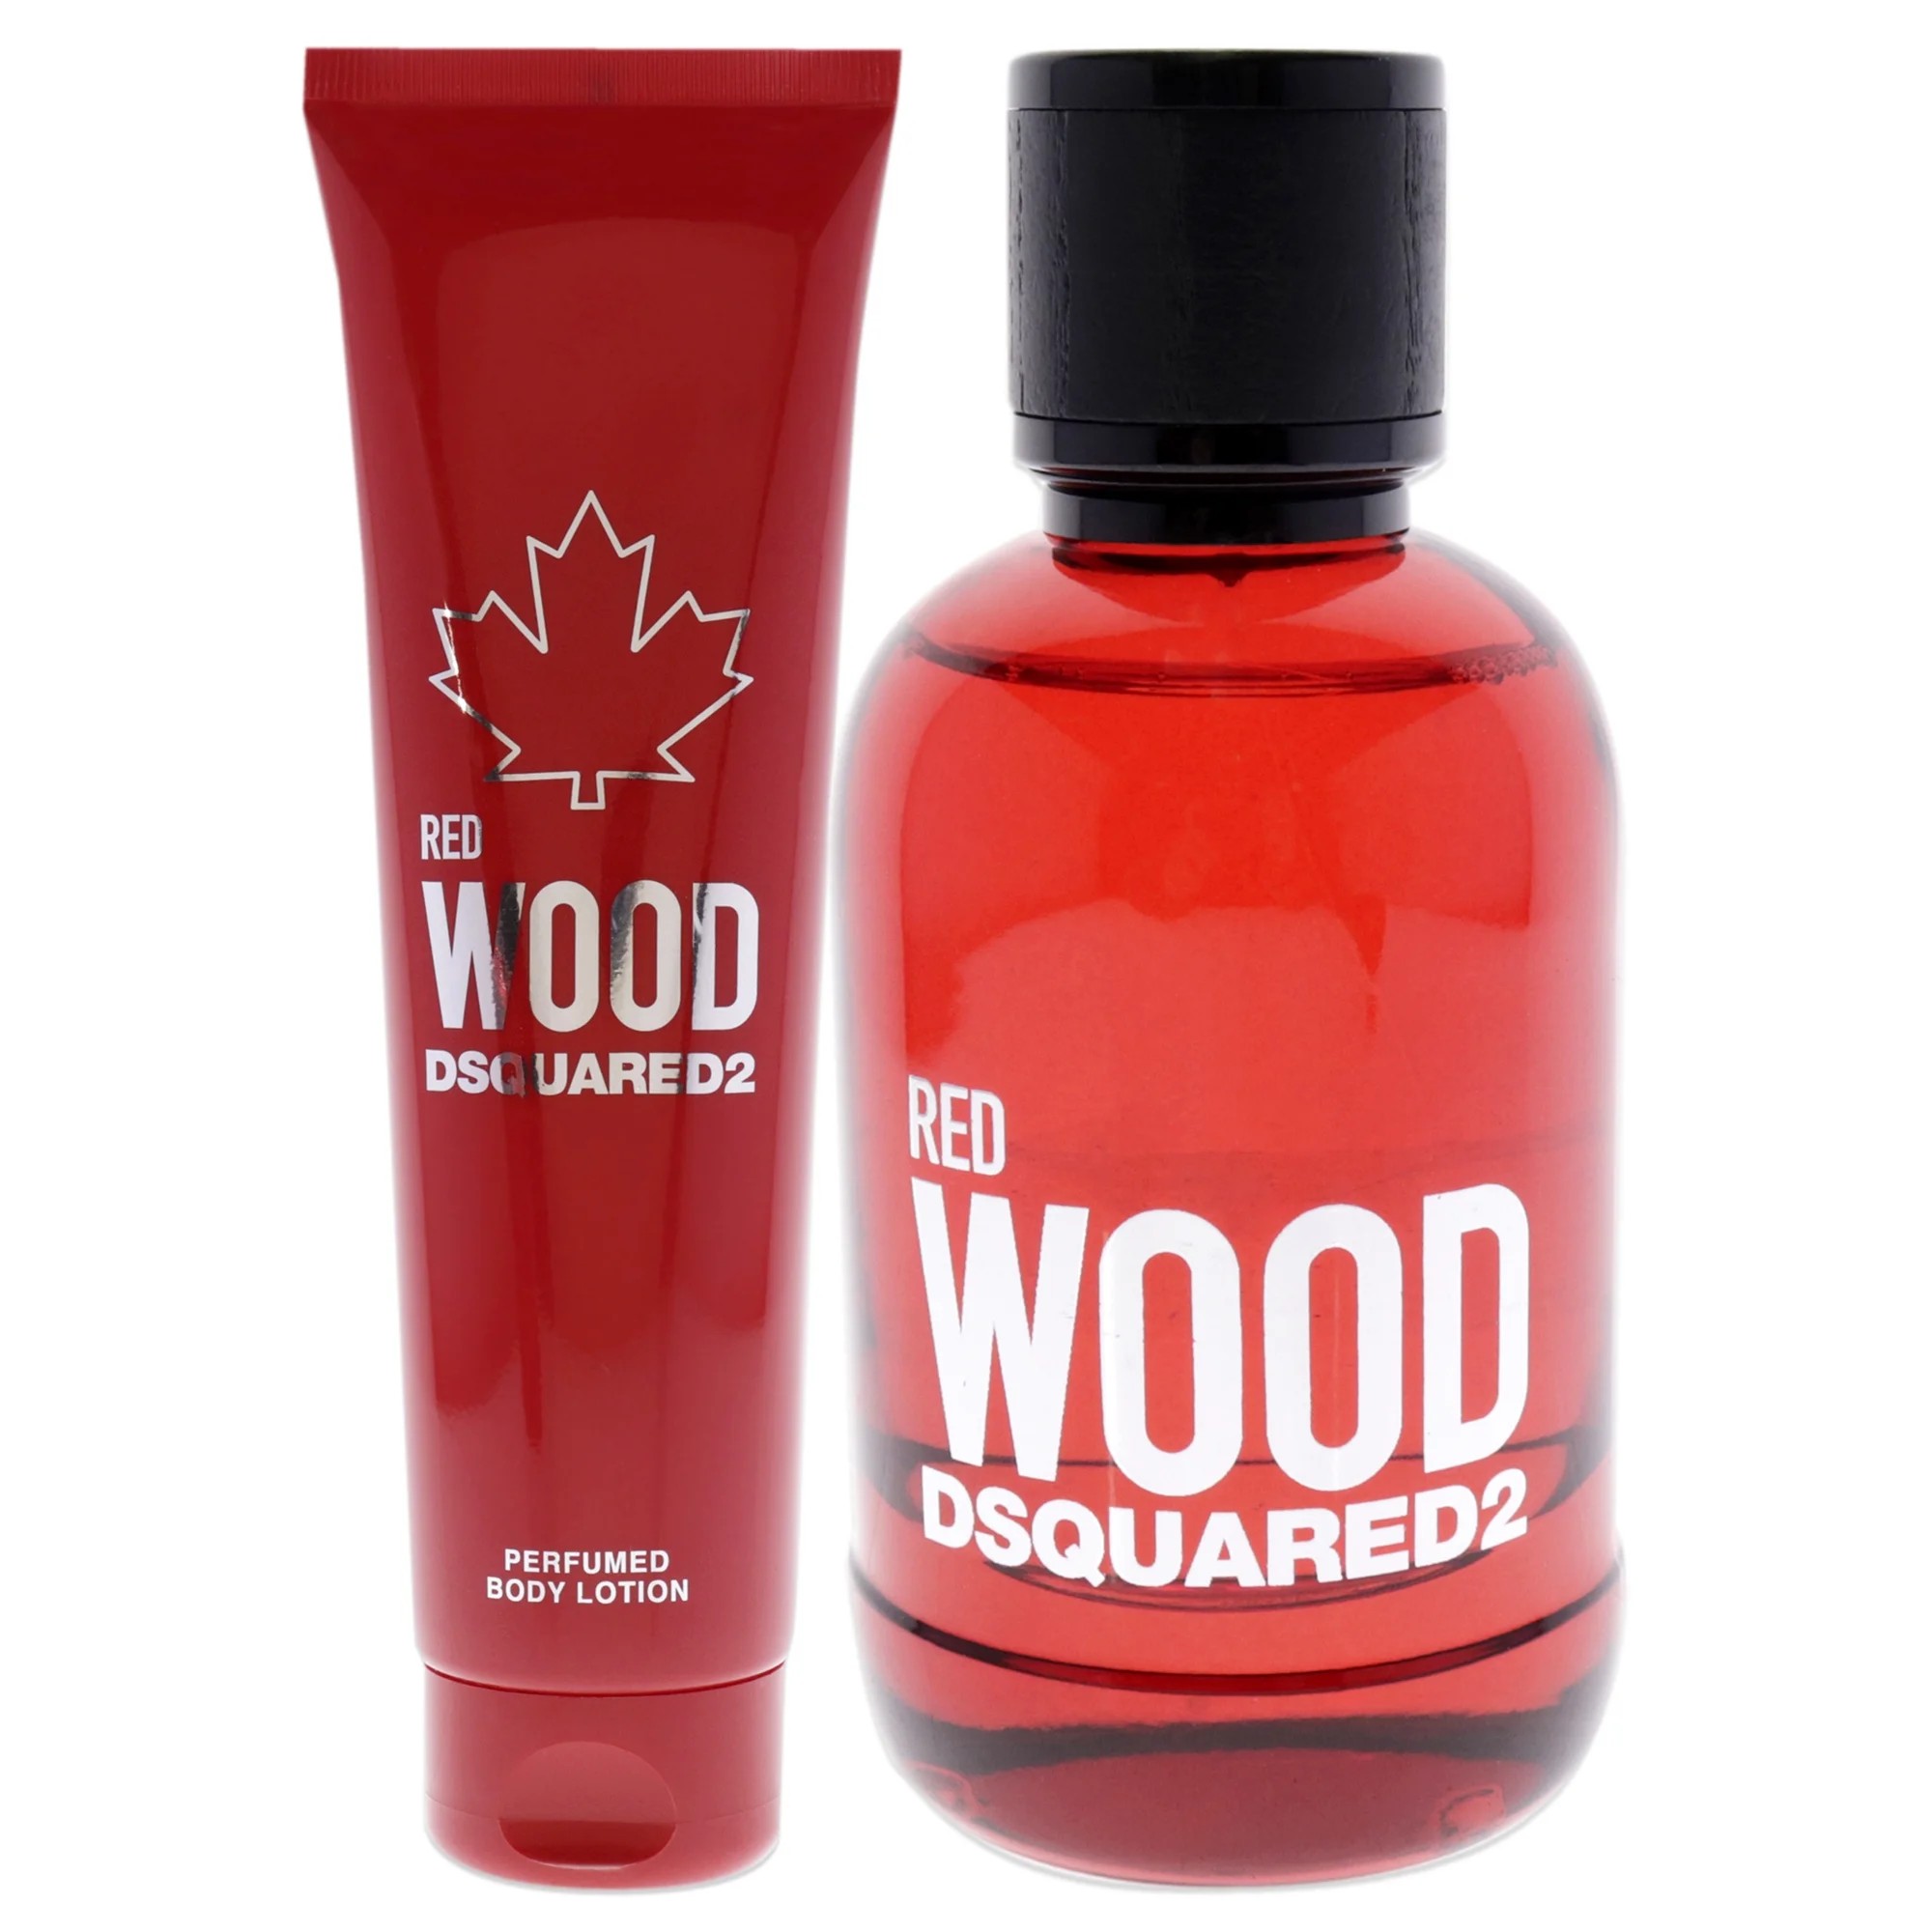 RED
WOOD
DSQUARED2
PERFUMED
BODY LOTION
RED
WOOD
DSQUARED2